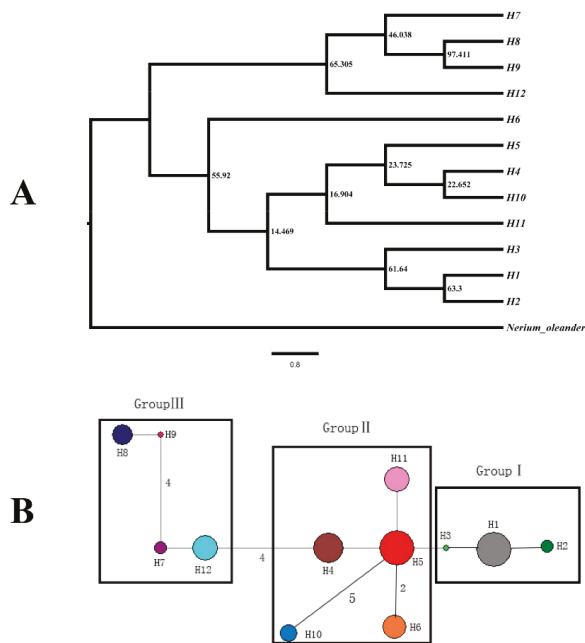 H7
46.038
H8
97.411
H9
65.305
H12
H6
H5
23.725
H4
22.652
H10
55.92
16.904
H11
14.469
H3
61.64
H1
63.3
H2
Nerium_oleander
A
0.8
GroupIII
GroupII
GroupI
H8
H9
4
H7
H12
4
H4
H11
H5
5
2
H10
H6
H3
H1
H2
B